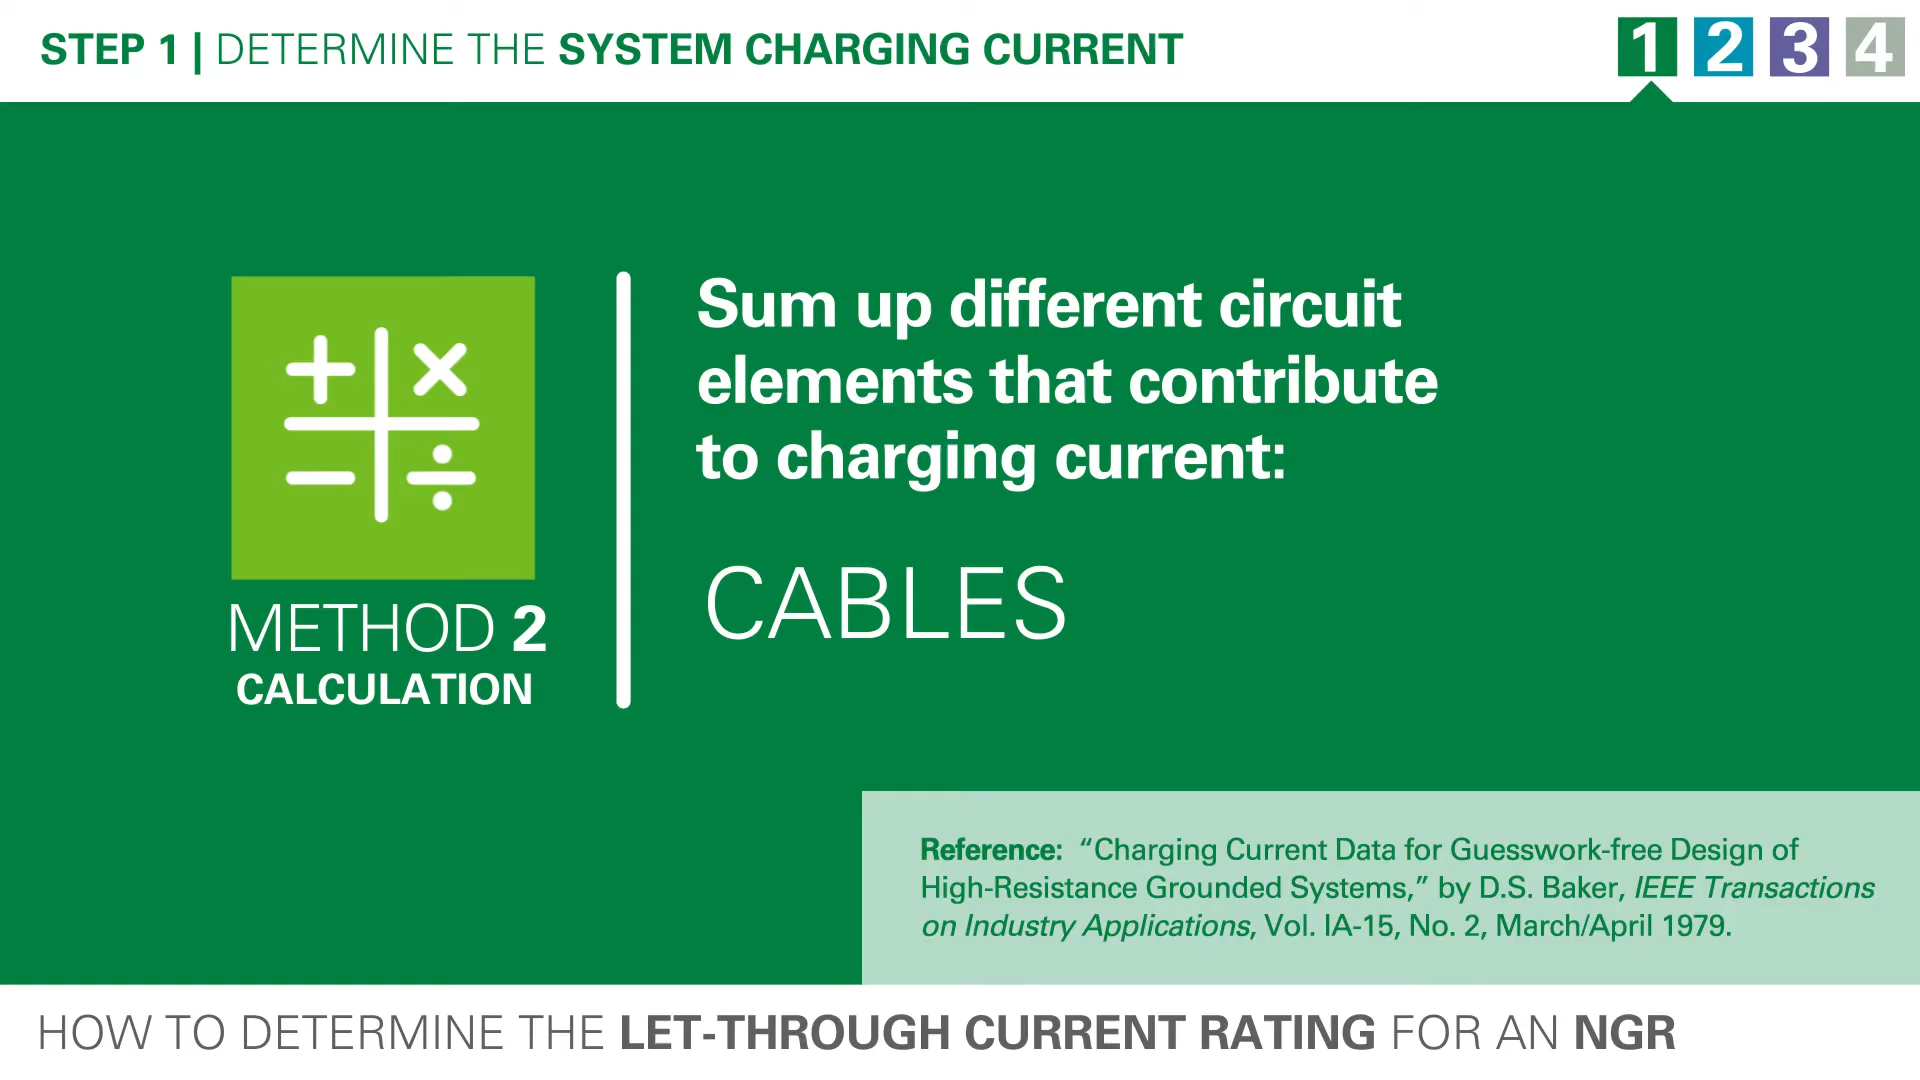 STEP 1 | DETERMINE THE SYSTEM CHARGING CURRENT
1 2 3 4
Sum up different circuit
elements that contribute
to charging current:
CABLES
METHOD 2
CALCULATION
Reference: “Charging Current Data for Guesswork-free Design of
High-Resistance Grounded Systems,” by D.S. Baker, IEEE Transactions
on Industry Applications, Vol. IA-15, No. 2, March/April 1979.
HOW TO DETERMINE THE LET-THROUGH CURRENT RATING FOR AN NGR